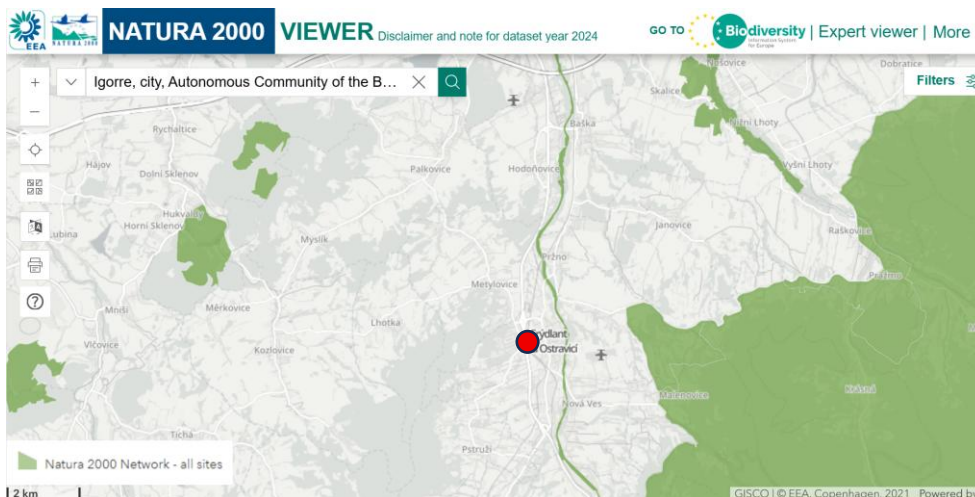 EEA
NATURA 2000
NATURA 2000 VIEWER Disclaimer and note for dataset year 2024
GO TO
Biodiversity
Information System
for Europe
| Expert viewer | More
Igorre, city, Autonomous Community of the B…
Filters
Nošovice
Dobratice
Skalice
Rychaltice
Baška
Nižní Lhoty
Hájov
Dolní Sklenov
Palkovice
Hodoňovice
Vyšní Lhoty
Hukvaldy
Horní Sklenov
Lubina
Janovice
Raškovice
Myslík
Pržno
Pražmo
Metylovice
Mniší
Měrkovice
Lhotka
Frýdlant
Ostravicí
Vlčovice
Kozlovice
Malenovice
Krásná
Nová Ves
Tichá
Pstruží
Natura 2000 Network - all sites
2 km
GISCO | © EEA, Copenhagen, 2021
Powered by